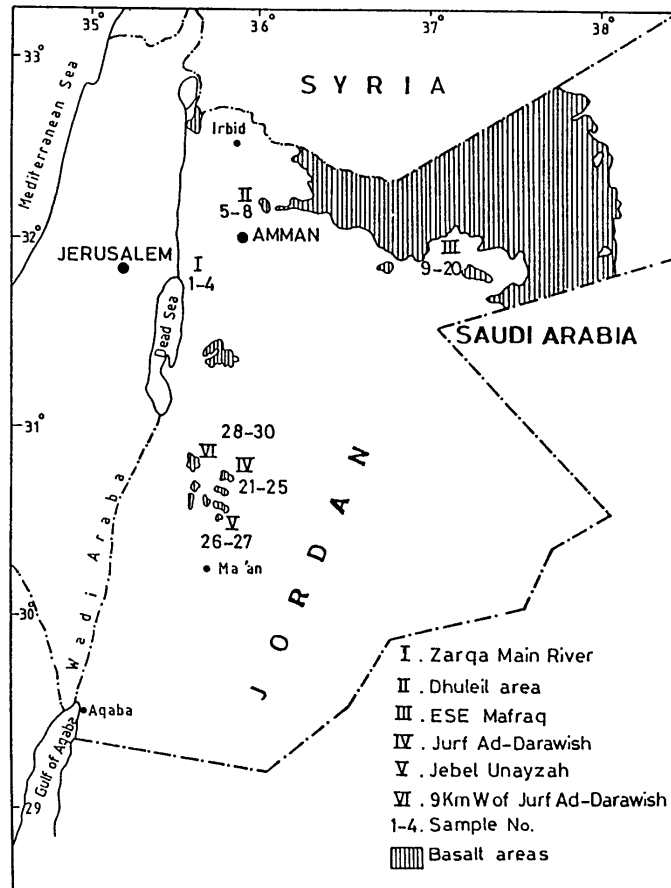 35° 36° 37° 38°
33°
SYRIA
Mediterranean Sea
Irbid
II
5-8
32°
AMMAN
III
JERUSALEM
I
9-20
1-4
Dead Sea
SAUDI ARABIA
31°
28-30
VI
IV
21-25
V
26-27
Ma'an
Wadi Araba
JORDAN
30°
Aqaba
Gulf of Aqaba
29
I . Zarqa Main River
II . Dhuleil area
III . ESE Mafraq
IV . Jurf Ad-Darawish
V . Jebel Unayzah
VI . 9KmW of Jurf Ad-Darawish
1-4. Sample No.
Basalt areas